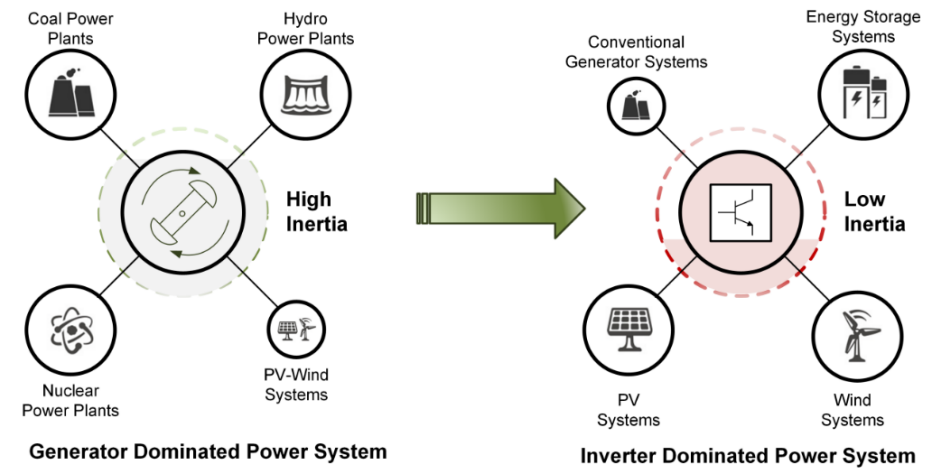 Coal Power
Plants
Hydro
Power Plants
High
Inertia
Nuclear
Power Plants
PV-Wind
Systems
Generator Dominated Power System
Conventional
Generator Systems
Energy Storage
Systems
Low
Inertia
PV
Systems
Wind
Systems
Inverter Dominated Power System